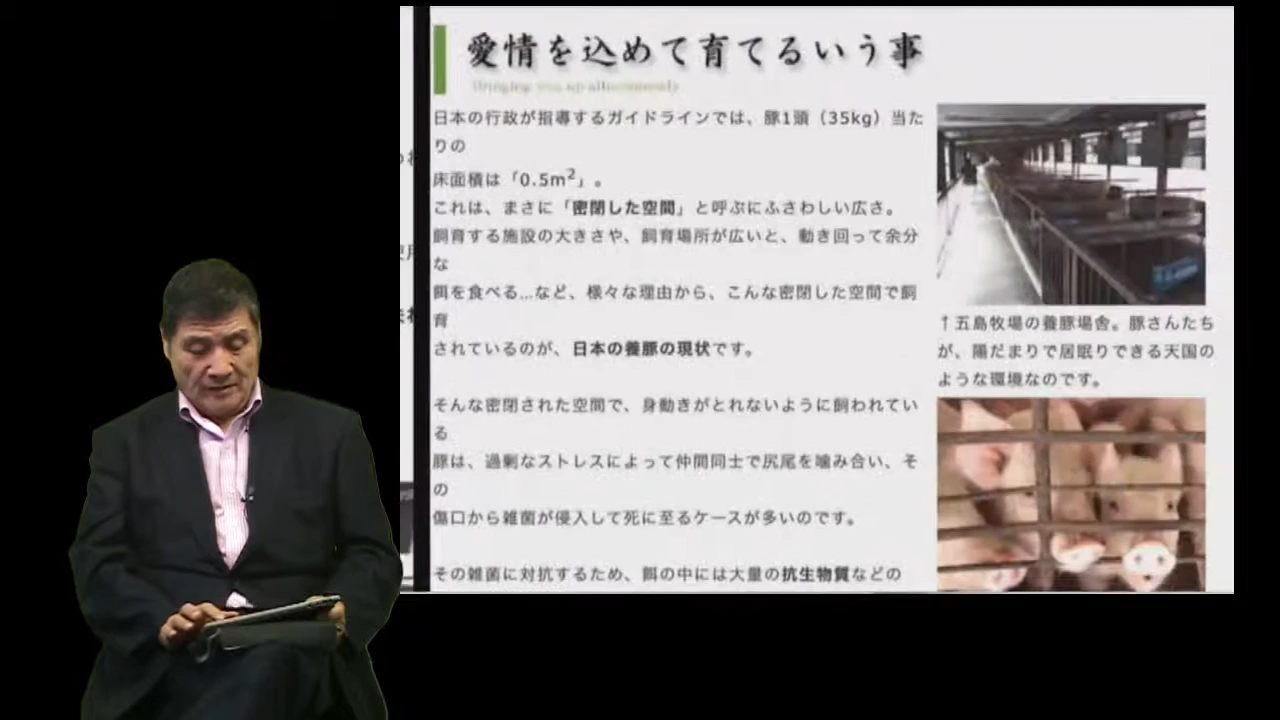 愛情を込めて育てるいう事
日本の行政が指導するガイドラインでは、豚1頭（35kg）当た
りの
床面積は「0.5m2」。
これは、まさに「密閉した空間」と呼ぶにふさわしい広さ。
飼育する施設の大きさや、飼育場所が広いと、動き回って余分
な
餌を食べる...など、様々な理由から、こんな密閉した空間で飼
育
されているのが、日本の養豚の現状です。
そんな密閉された空間で、身動きがとれないように飼われてい
る
豚は、過剰なストレスによって仲間同士で尻尾を噛み合い、そ
の
傷口から雑菌が侵入して死に至るケースが多いのです。
その雑菌に対抗するため、餌の中には大量の抗生物質などの
↑五島牧場の養豚場舎。豚さんたち
が、陽だまりで居眠りできる天国の
ような環境なのです。